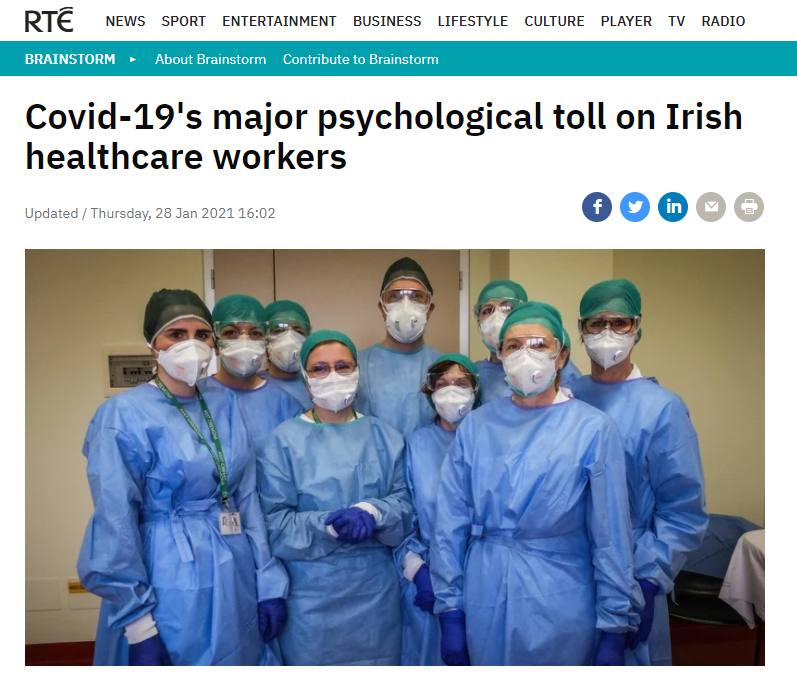 RTÉ NEWS SPORT ENTERTAINMENT BUSINESS LIFESTYLE CULTURE PLAYER TV RADIO
BRAINSTORM ▸ About Brainstorm Contribute to Brainstorm
Covid-19's major psychological toll on Irish
healthcare workers
Updated / Thursday, 28 Jan 2021 16:02